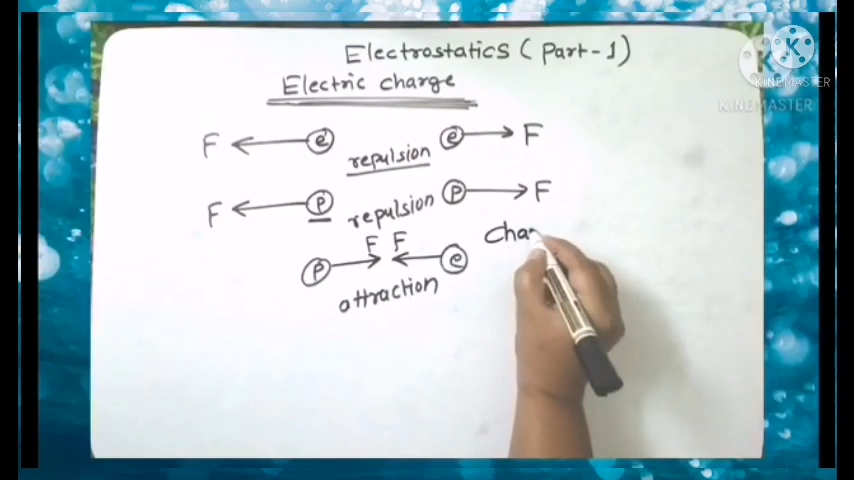 Electrostatics (Part-1)
Electric charge
F e repulsion e F
F P repulsion P F
P F F e
attraction
Cha
K
KINEMASTER
K
KINEMASTER